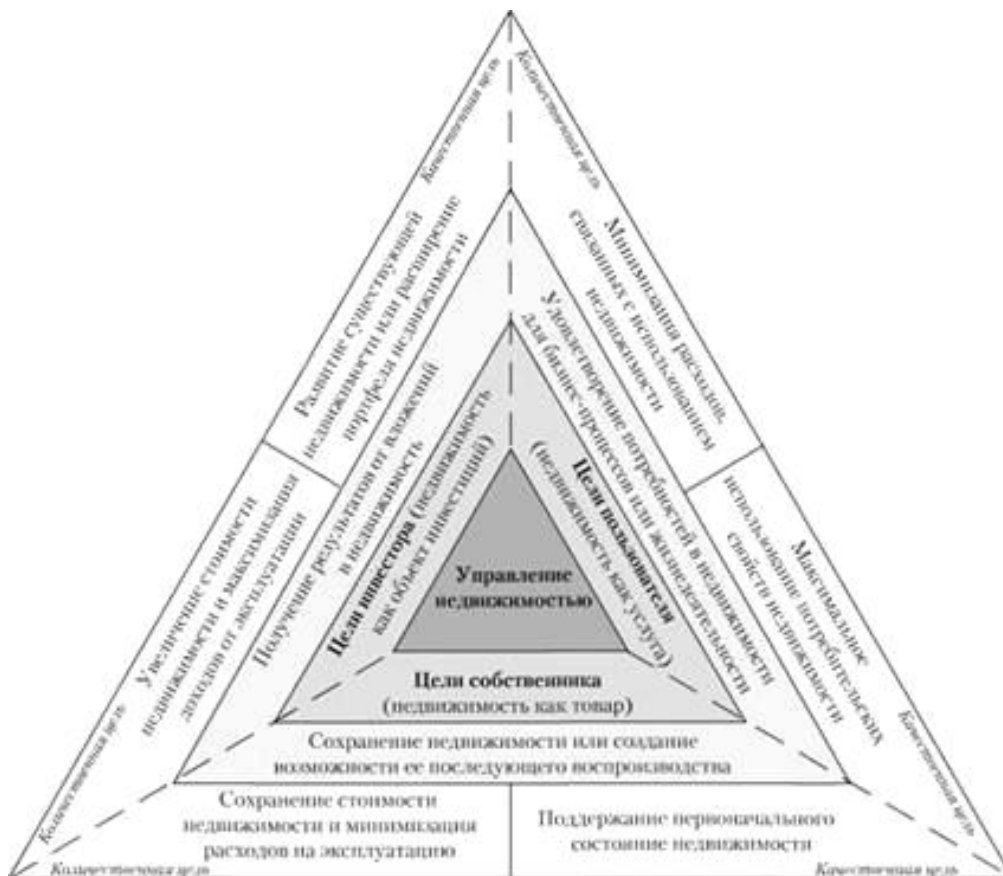 Качественная цель
Количественная цель
Развитие существующей
недвижимости или расширение
портфеля недвижимости
Минимизация расходов,
связанных с использованием
недвижимости
Увеличение стоимости
недвижимости и максимизация
доходов от эксплуатации
Максимальное
использование потребительских
свойств недвижимости
Получение результатов от вложений
в недвижимость
Удовлетворение потребностей в недвижимости
для бизнес-процессов или жизнедеятельности
Цели инвестора (недвижимость
как объект инвестиций)
Цели пользователя
(недвижимость как услуга)
Управление
недвижимостью
Цели собственника
(недвижимость как товар)
Сохранение недвижимости или создание
возможности ее последующего воспроизводства
Количественная цель
Качественная цель
Сохранение стоимости
недвижимости и минимизация
расходов на эксплуатацию
Поддержание первоначального
состояние недвижимости
Количественная цель
Качественная цель